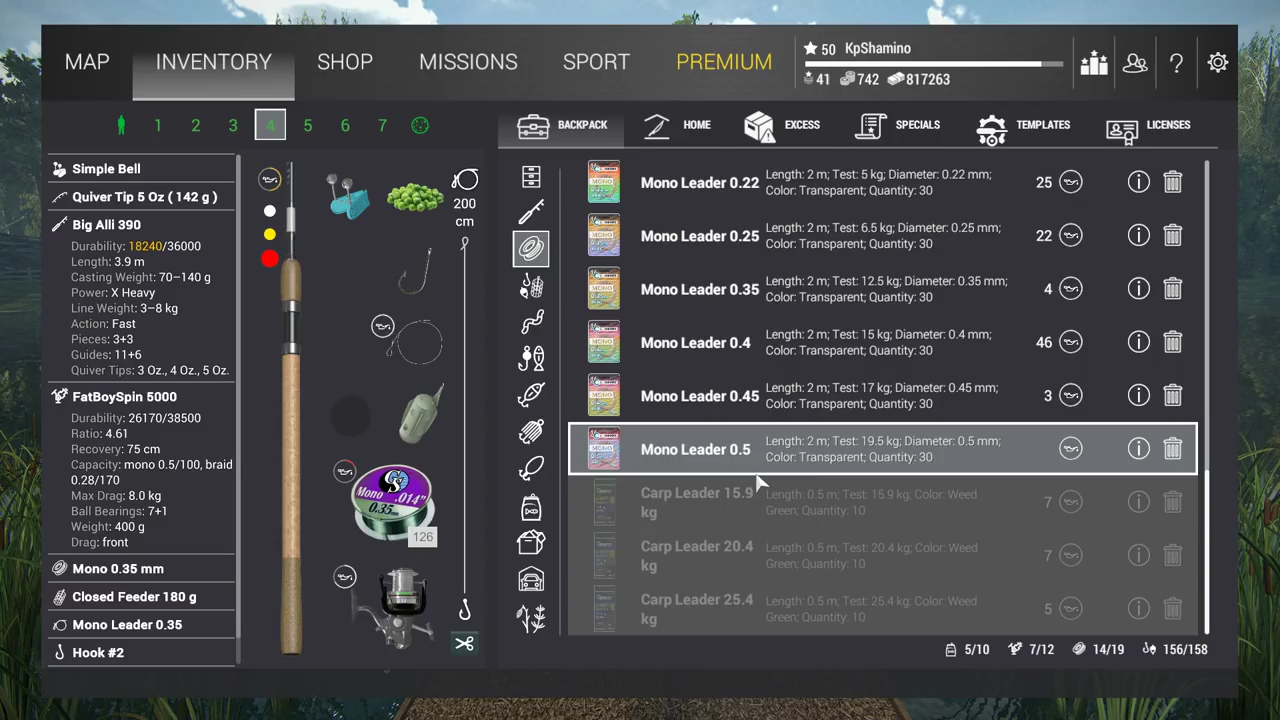 MAP
INVENTORY
SHOP
MISSIONS
SPORT
PREMIUM
50 KpShamino
41 742 817263
?
1 2 3 4 5 6 7
BACKPACK
HOME
EXCESS
SPECIALS
TEMPLATES
LICENSES
Simple Bell
Quiver Tip 5 Oz ( 142 g )
Big Alli 390
Durability: 18240/36000
Length: 3.9 m
Casting Weight: 70–140 g
Power: X Heavy
Line Weight: 3–8 kg
Action: Fast
Pieces: 3+3
Guides: 11+6
Quiver Tips: 3 Oz., 4 Oz., 5 Oz.
FatBoySpin 5000
Durability: 26170/38500
Ratio: 4.61
Recovery: 75 cm
Capacity: mono 0.5/100, braid
0.28/170
Max Drag: 8.0 kg
Ball Bearings: 7+1
Weight: 400 g
Drag: front
Mono 0.35 mm
Closed Feeder 180 g
Mono Leader 0.35
Hook #2
200
cm
Mono .014"
0.35
126
Mono Leader 0.22
Length: 2 m; Test: 5 kg; Diameter: 0.22 mm;
Color: Transparent; Quantity: 30
25
Mono Leader 0.25
Length: 2 m; Test: 6.5 kg; Diameter: 0.25 mm;
Color: Transparent; Quantity: 30
22
Mono Leader 0.35
Length: 2 m; Test: 12.5 kg; Diameter: 0.35 mm;
Color: Transparent; Quantity: 30
4
Mono Leader 0.4
Length: 2 m; Test: 15 kg; Diameter: 0.4 mm;
Color: Transparent; Quantity: 30
46
Mono Leader 0.45
Length: 2 m; Test: 17 kg; Diameter: 0.45 mm;
Color: Transparent; Quantity: 30
3
Mono Leader 0.5
Length: 2 m; Test: 19.5 kg; Diameter: 0.5 mm;
Color: Transparent; Quantity: 30
Carp Leader 15.9
kg
Length: 0.5 m; Test: 15.9 kg; Color: Weed
Green; Quantity: 10
7
Carp Leader 20.4
kg
Length: 0.5 m; Test: 20.4 kg; Color: Weed
Green; Quantity: 10
7
Carp Leader 25.4
kg
Length: 0.5 m; Test: 25.4 kg; Color: Weed
Green; Quantity: 10
5
5/10 7/12 14/19 156/158